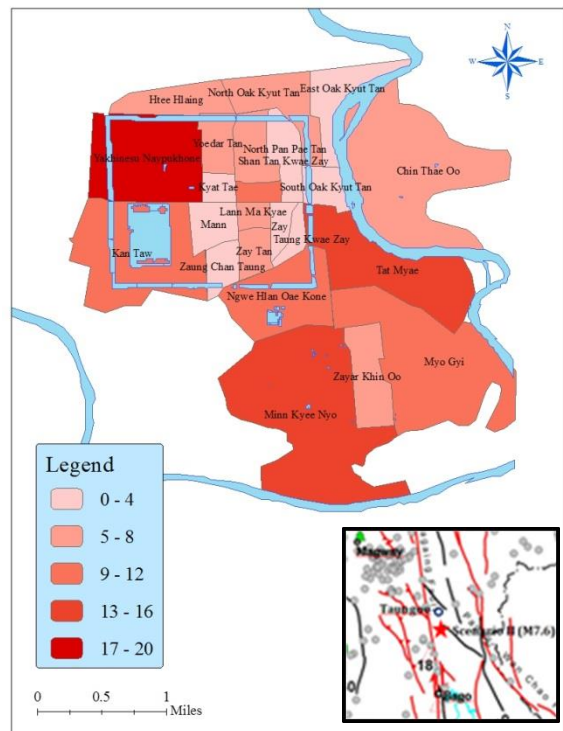 N
W E
S
East Oak Kyut Tan
North Oak Kyut Tan
Htee Hlaing
Yoedar Tan
North Pan Pae Tan
Shan Tan Kwae Zay
Chin Thae Oo
Kyat Tae
South Oak Kyut Tan
Lann Ma Kyae
Mann
Zay
Taung Kwae Zay
Kan Taw
Zay Tan
Zaung Chan Taung
Tat Myae
Ngwe Hlan Oae Kone
Myo Gyi
Zayar Khin Oo
Minn Kyee Nyo
Legend
0 - 4
5 - 8
9 - 12
13 - 16
17 - 20
0 0.5 1
Miles
Magway
Taungoo
Scenario II (M7.6)
18
Bago